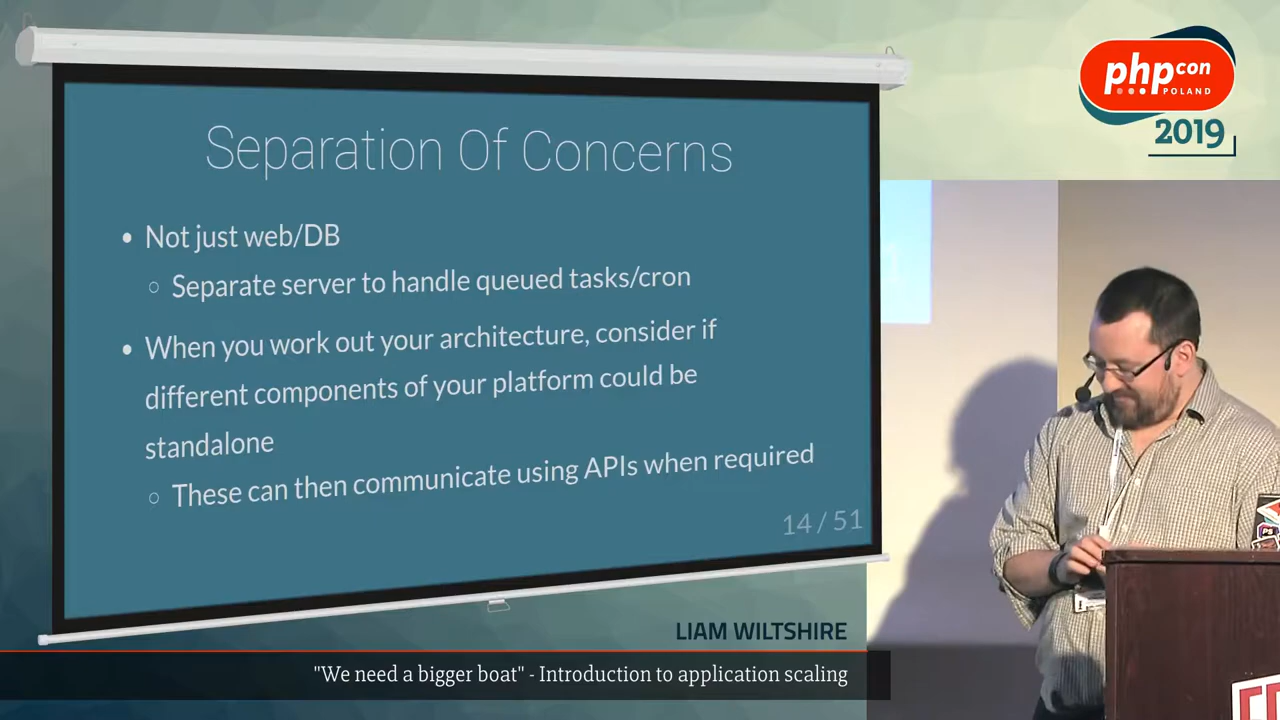 Separation Of Concerns
• Not just web/DB
○ Separate server to handle queued tasks/cron
• When you work out your architecture, consider if
different components of your platform could be
standalone
○ These can then communicate using APIs when required
14 / 51
phpcon
POLAND
2019
LIAM WILTSHIRE
"We need a bigger boat" - Introduction to application scaling